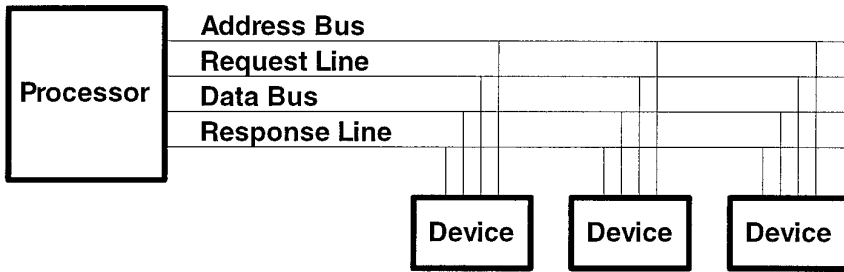 Address Bus
Request Line
Processor
Data Bus
Response Line
Device
Device
Device